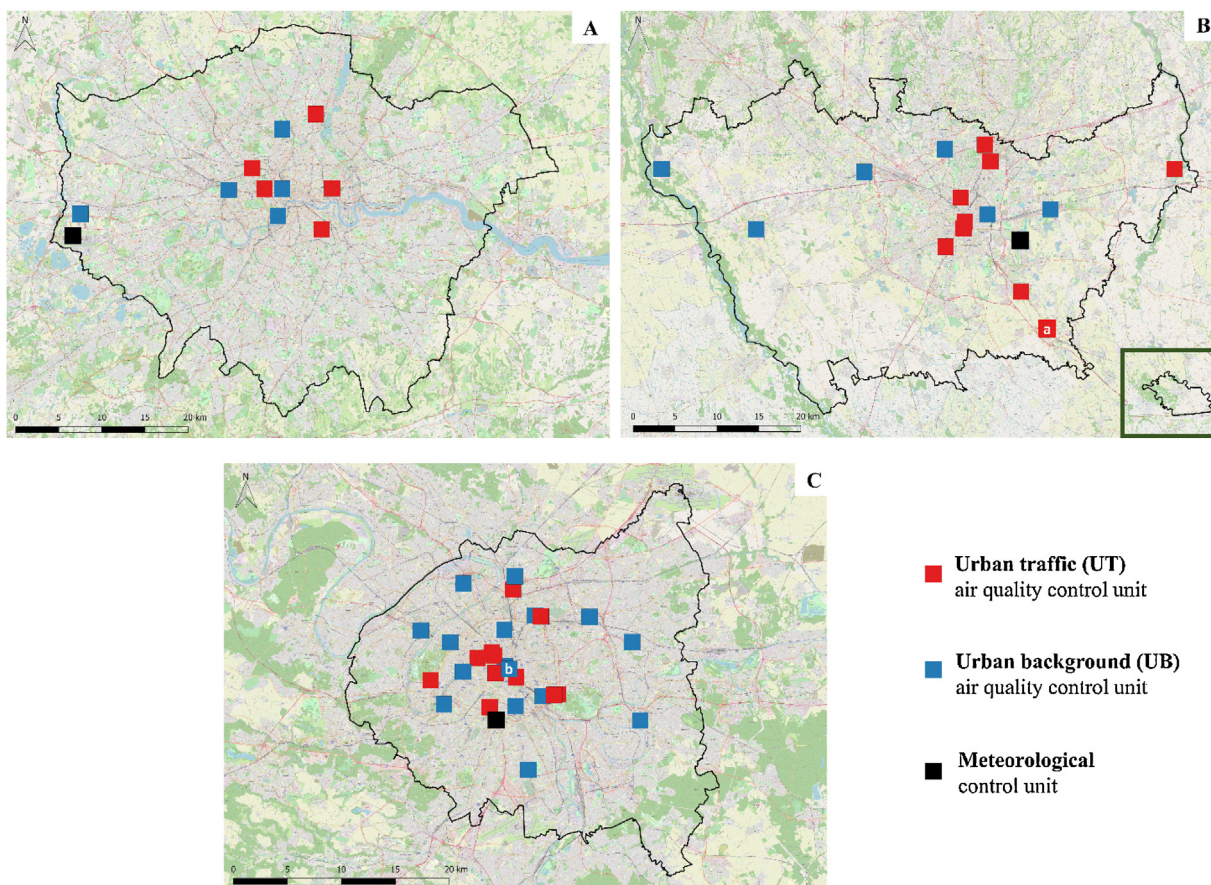 N
A
0 5 10 15 20 km
N
B
a
0 5 10 15 20 km
N
C
b
0 5 10 15 20 km
Urban traffic (UT)
air quality control unit
Urban background (UB)
air quality control unit
Meteorological
control unit